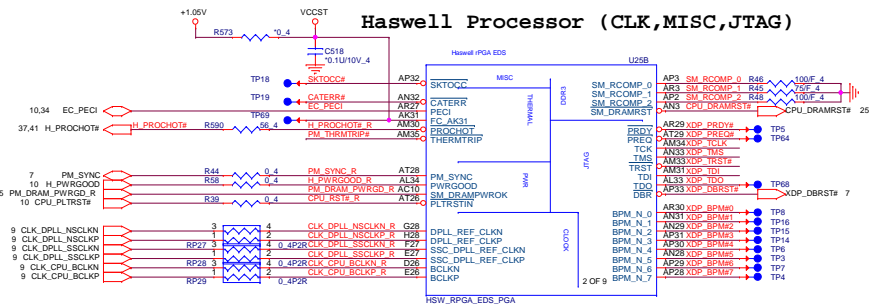 Haswell Processor (CLK,MISC,JTAG)
+1.05V
VCCST
R573
*0_4
C518
*0.1U/10V_4
Haswell rPGA EDS
U25B
MISC
THERMAL
DDR3
JTAG
PWR
CLOCK
2 OF 9
HSW_RPGA_EDS_PGA
TP18 SKTOCC# AP32 SKTOCC
TP19 CATERR# AN32 CATERR
10,34 EC_PECI EC_PECI AR27 PECI
TP69 AK31 FC_AK31
37,41 H_PROCHOT# H_PROCHOT# R590 56_4 H_PROCHOT#_R AM30 PROCHOT
PM_THRMTRIP# AM35 THERMTRIP
7 PM_SYNC R44 0_4 PM_SYNC_R AT28 PM_SYNC
10 H_PWRGOOD R58 0_4 H_PWRGOOD_R AL34 PWRGOOD
5 PM_DRAM_PWRGD_R PM_DRAM_PWRGD_R AC10 SM_DRAMPWROK
10 CPU_PLTRST# R39 0_4 CPU_RST#_R AT26 PLTRSTIN
9 CLK_DPLL_NSCLKN 3 4 CLK_DPLL_NSCLKN_R G28 DPLL_REF_CLKN
9 CLK_DPLL_NSCLKP 1 2 CLK_DPLL_NSCLKP_R H28 DPLL_REF_CLKP
9 CLK_DPLL_SSCLKN RP27 3 4 0_4P2R CLK_DPLL_SSCLKN_R F27 SSC_DPLL_REF_CLKN
9 CLK_DPLL_SSCLKP 1 2 CLK_DPLL_SSCLKP_R E27 SSC_DPLL_REF_CLKP
9 CLK_CPU_BCLKN RP28 3 4 0_4P2R CLK_CPU_BCLKN_R D26 BCLKN
9 CLK_CPU_BCLKP 1 2 CLK_CPU_BCLKP_R E26 BCLKP
RP29 0_4P2R
SM_RCOMP_0 AP3 SM_RCOMP_0 R46 100/F_4
SM_RCOMP_1 AR3 SM_RCOMP_1 R45 75/F_4
SM_RCOMP_2 AP2 SM_RCOMP_2 R48 100/F_4
SM_DRAMRST AN3 CPU_DRAMRST# CPU_DRAMRST# 25
PRDY AR29 XDP_PRDY# TP5
PREQ AT29 XDP_PREQ# TP64
TCK AM34 XDP_TCLK
TMS AN33 XDP_TMS
TRST AM33 XDP_TRST#
TDI AM31 XDP_TDI
TDO AL33 XDP_TDO TP68
DBR AP33 XDP_DBRST# XDP_DBRST# 7
BPM_N_0 AR30 XDP_BPM#0 TP8
BPM_N_1 AN31 XDP_BPM#1 TP16
BPM_N_2 AN29 XDP_BPM#2 TP15
BPM_N_3 AP31 XDP_BPM#3 TP14
BPM_N_4 AP30 XDP_BPM#4 TP6
BPM_N_5 AN28 XDP_BPM#5 TP3
BPM_N_6 AP29 XDP_BPM#6 TP7
BPM_N_7 AP28 XDP_BPM#7 TP4